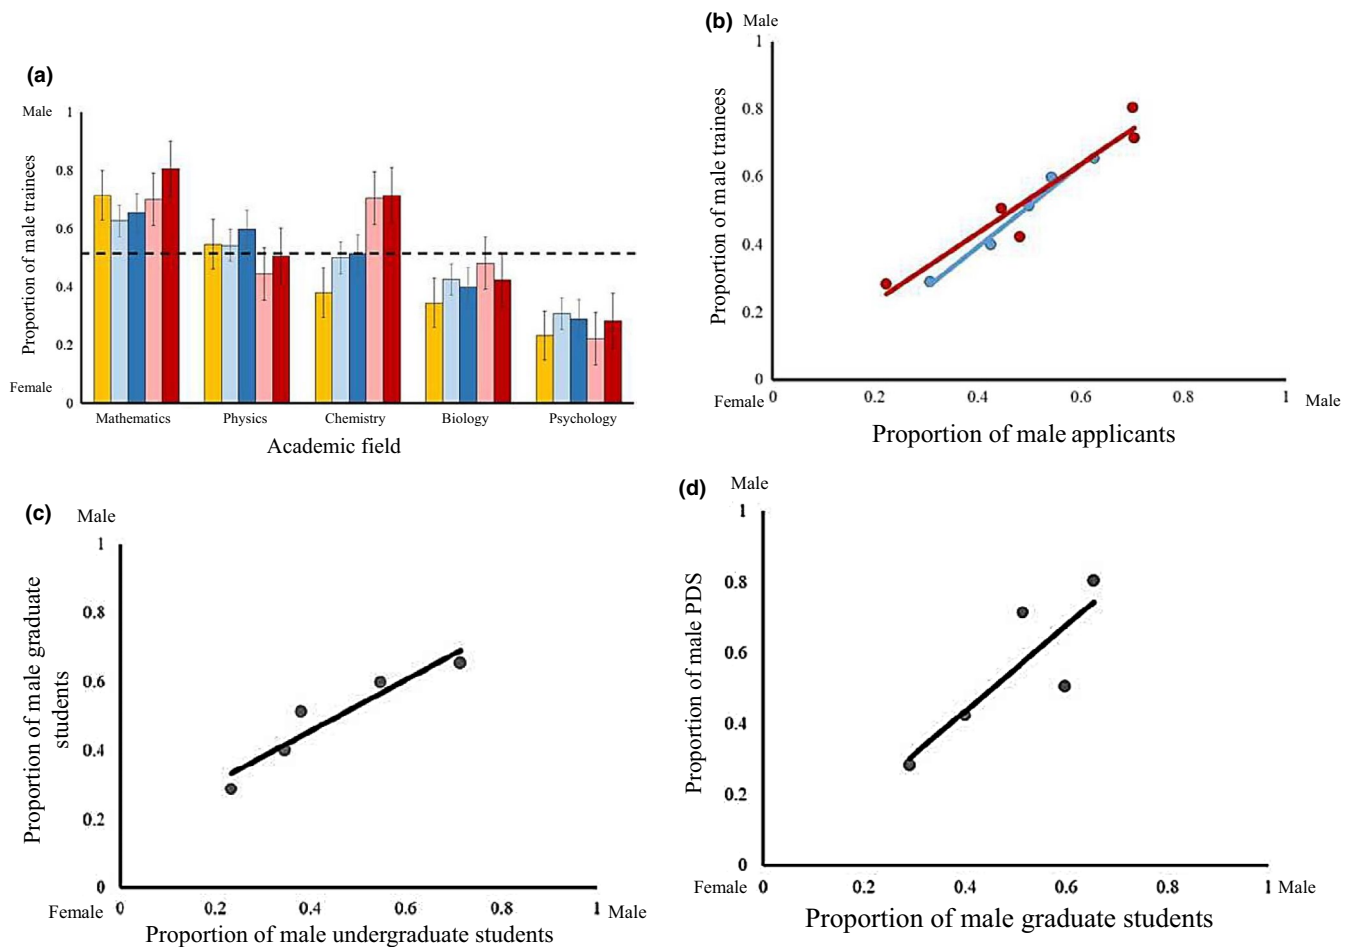 (a)
Male
1
0.8
0.6
0.4
0.2
Female
0
Proportion of male trainees
Mathematics Physics Chemistry Biology Psychology
Academic field
(b)
Male
1
0.8
0.6
0.4
0.2
0
Proportion of male trainees
Female 0 0.2 0.4 0.6 0.8 1 Male
Proportion of male applicants
(c)
Male
1
0.8
0.6
0.4
0.2
0
Proportion of male graduate
students
Female 0 0.2 0.4 0.6 0.8 1 Male
Proportion of male undergraduate students
(d)
Male
1
0.8
0.6
0.4
0.2
0
Proportion of male PDS
Female 0 0.2 0.4 0.6 0.8 1 Male
Proportion of male graduate students